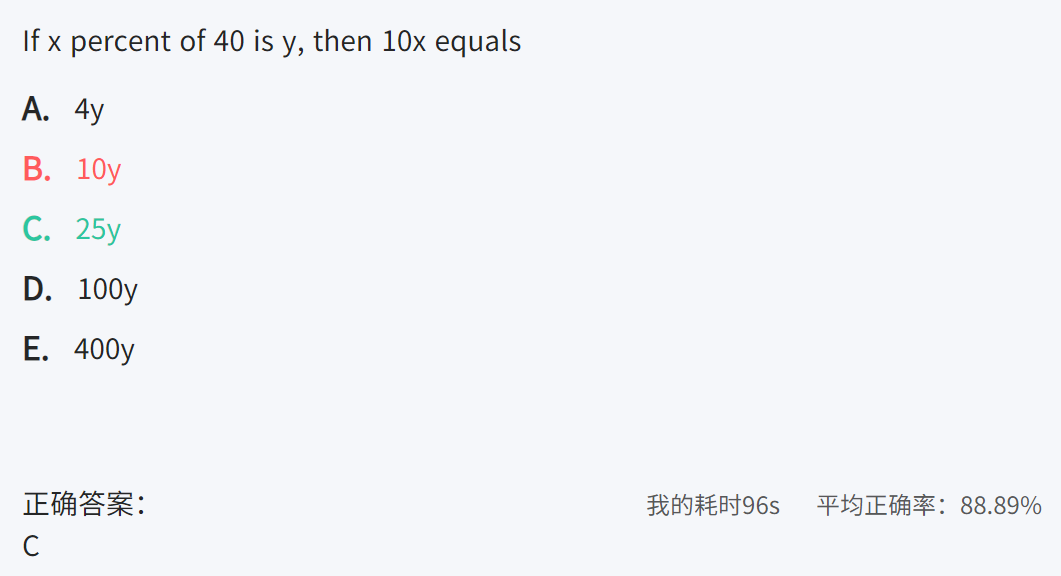 If x percent of 40 is y, then 10x equals
A. 4y
B. 10y
C. 25y
D. 100y
E. 400y
正确答案：
我的耗时96s 平均正确率：88.89%
C